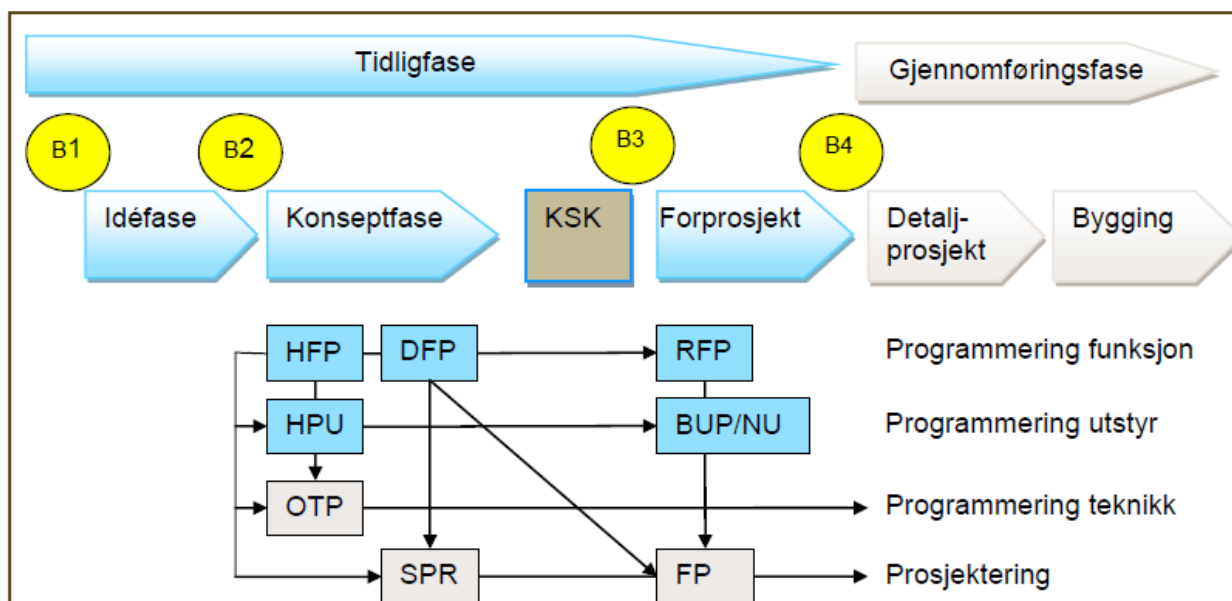 Tidligfase
Gjennomføringsfase
B1
B2
B3
B4
Idéfase
Konseptfase
KSK
Forprosjekt
Detalj-
prosjekt
Bygging
HFP
DFP
RFP
Programmering funksjon
HPU
BUP/NU
Programmering utstyr
OTP
Programmering teknikk
SPR
FP
Prosjektering